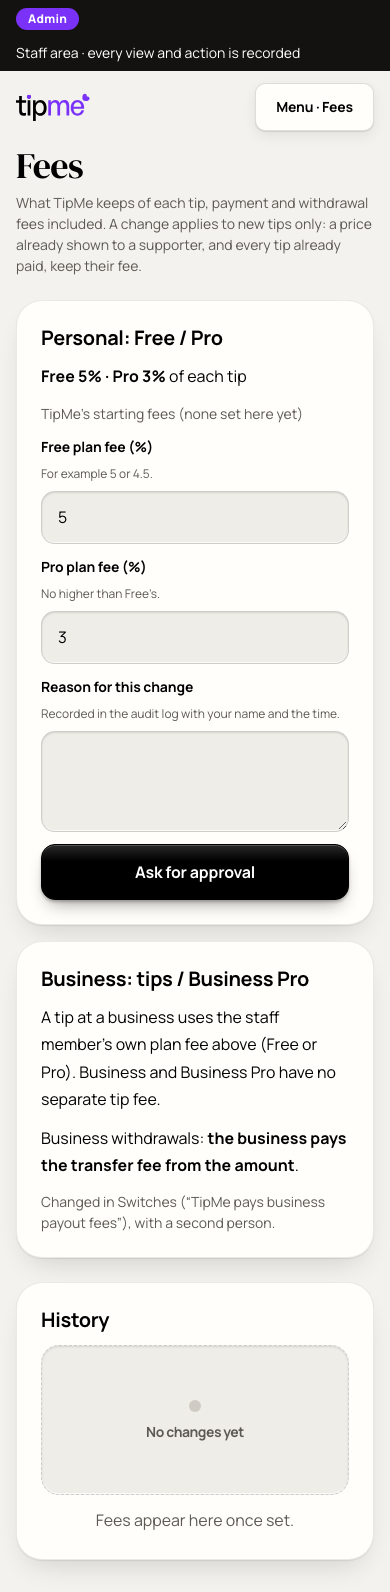 Admin
Staff area · every view and action is recorded
tipme
Menu · Fees
Fees
What TipMe keeps of each tip, payment and withdrawal
fees included. A change applies to new tips only: a price
already shown to a supporter, and every tip already
paid, keep their fee.
Personal: Free / Pro
Free 5% · Pro 3% of each tip
TipMe’s starting fees (none set here yet)
Free plan fee (%)
For example 5 or 4.5.
5
Pro plan fee (%)
No higher than Free’s.
3
Reason for this change
Recorded in the audit log with your name and the time.
Ask for approval
Business: tips / Business Pro
A tip at a business uses the staff
member’s own plan fee above (Free or
Pro). Business and Business Pro have no
separate tip fee.
Business withdrawals: the business pays
the transfer fee from the amount.
Changed in Switches (“TipMe pays business
payout fees”), with a second person.
History
No changes yet
Fees appear here once set.